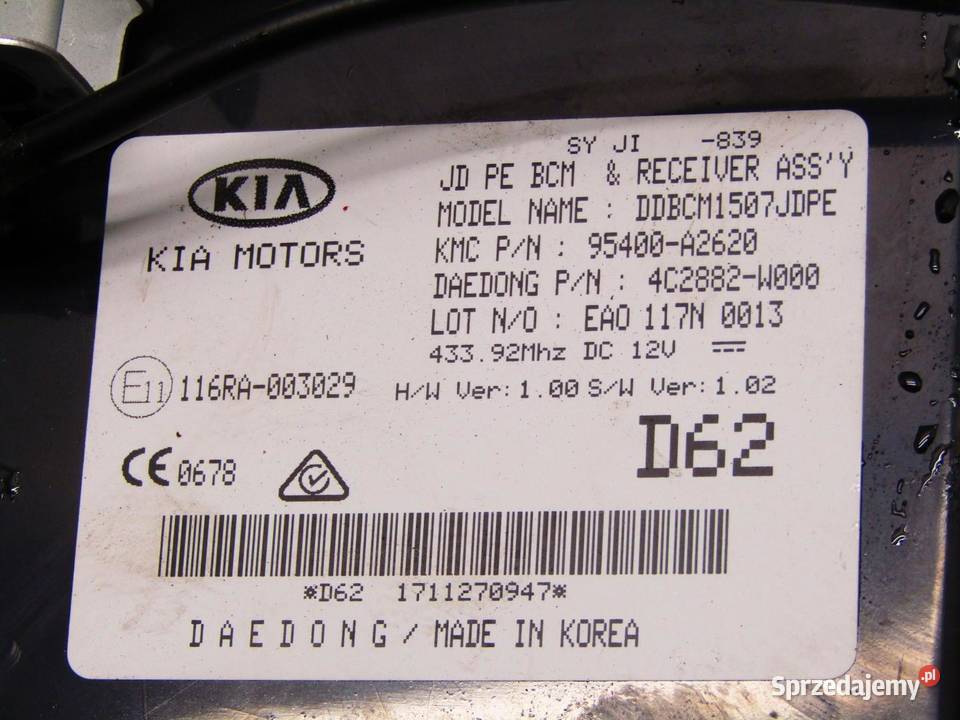 SY JI -839
KIA
JD PE BCM & RECEIVER ASS'Y
MODEL NAME : DDBCM1507JDPE
KIA MOTORS
KMC P/N : 95400-A2620
DAEDONG P/N : 4C2882-W000
LOT N/O : EAO 117N 0013
433.92Mhz DC 12V
E11 116RA-003029
H/W Ver: 1.00 S/W Ver: 1.02
D62
CE 0678
*D62 1711270947*
DAEDONG / MADE IN KOREA
Sprzedajemy.pl